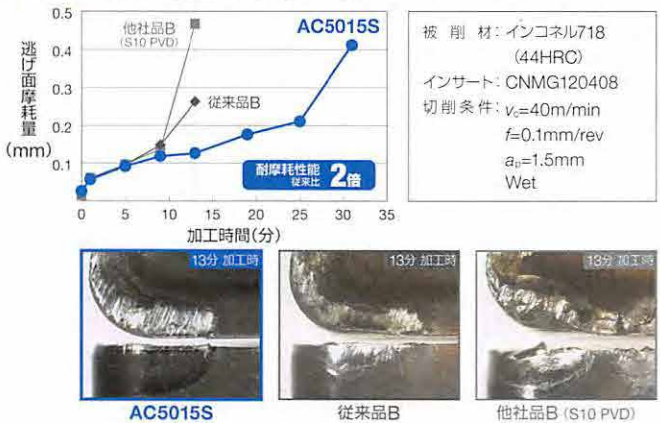 0.5
0.4
0.3
0.2
0.1
逃げ面摩耗量
(mm)
他社品B
(S10 PVD)
AC5015S
従来品B
耐摩耗性能
従来比
2倍
0 5 10 15 20 25 30 35
加工時間(分)
被削材：インコネル718
(44HRC)
インサート：CNMG120408
切削条件：vc=40m/min
f=0.1mm/rev
ap=1.5mm
Wet
13分 加工時
13分 加工時
13分 加工時
AC5015S
従来品B
他社品B (S10 PVD)